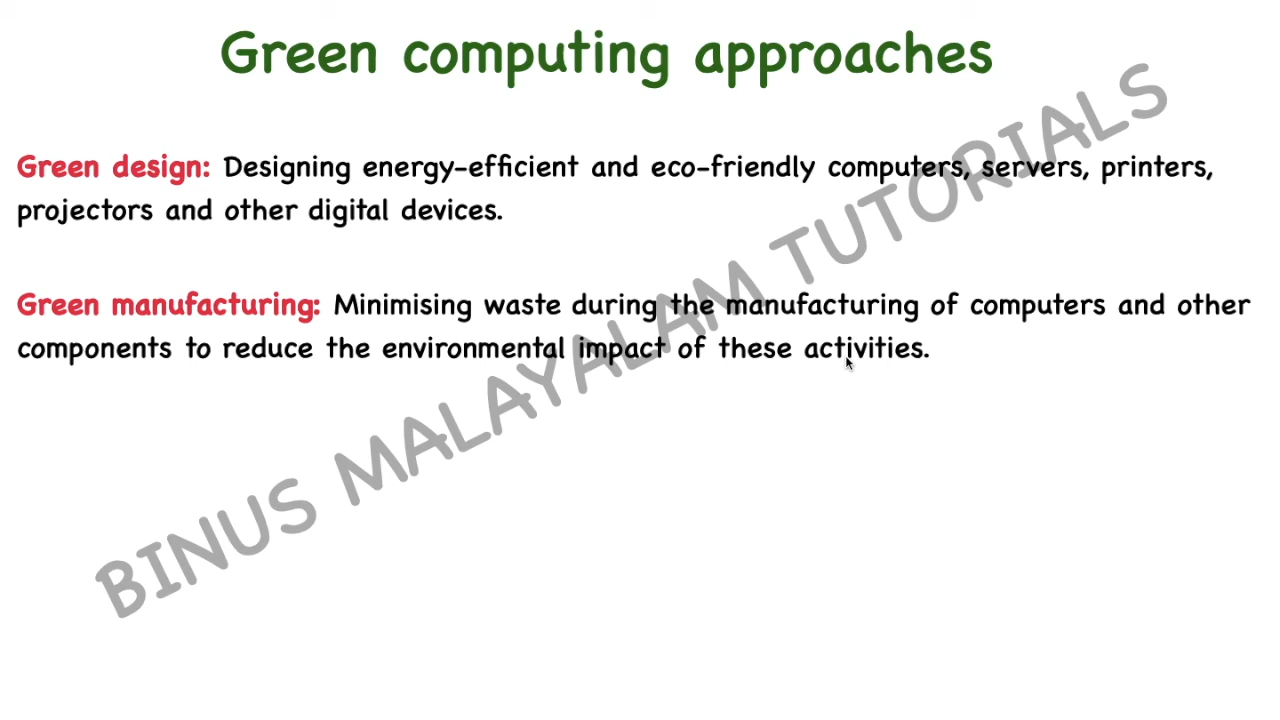 Green computing approaches
Green design: Designing energy-efficient and eco-friendly computers, servers, printers,
projectors and other digital devices.
Green manufacturing: Minimising waste during the manufacturing of computers and other
components to reduce the environmental impact of these activities.
BINUS MALAYALAM TUTORIALS